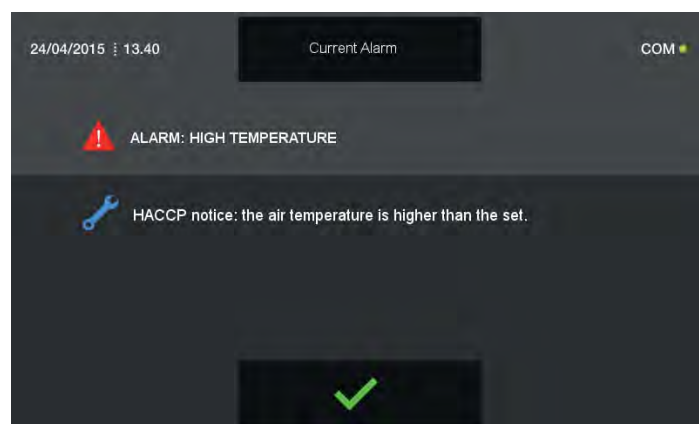 24/04/2015 ⋮ 13.40
Current Alarm
COM
ALARM: HIGH TEMPERATURE
HACCP notice: the air temperature is higher than the set.